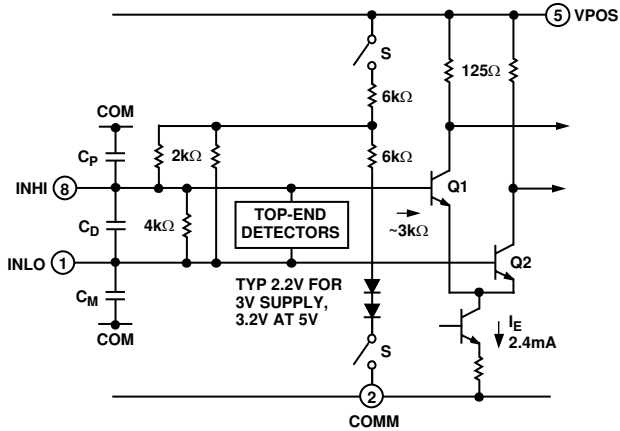 5 VPOS
S
125Ω
6kΩ
COM
CP
2kΩ
6kΩ
INHI 8
Q1
CD
4kΩ
TOP-END
DETECTORS
~3kΩ
INLO 1
Q2
CM
TYP 2.2V FOR
3V SUPPLY,
3.2V AT 5V
COM
S
IE
2.4mA
2
COMM